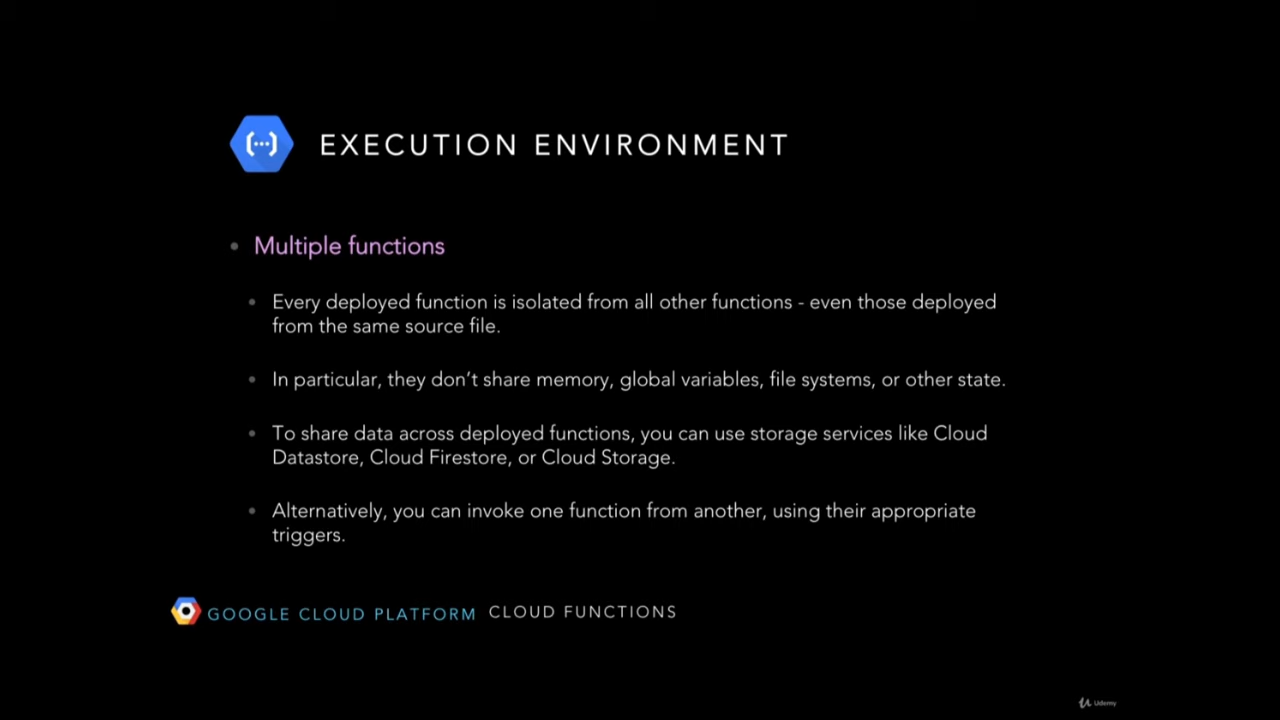 EXECUTION ENVIRONMENT
• Multiple functions
• Every deployed function is isolated from all other functions - even those deployed
from the same source file.
• In particular, they don’t share memory, global variables, file systems, or other state.
• To share data across deployed functions, you can use storage services like Cloud
Datastore, Cloud Firestore, or Cloud Storage.
• Alternatively, you can invoke one function from another, using their appropriate
triggers.
GOOGLE CLOUD PLATFORM CLOUD FUNCTIONS
Udemy